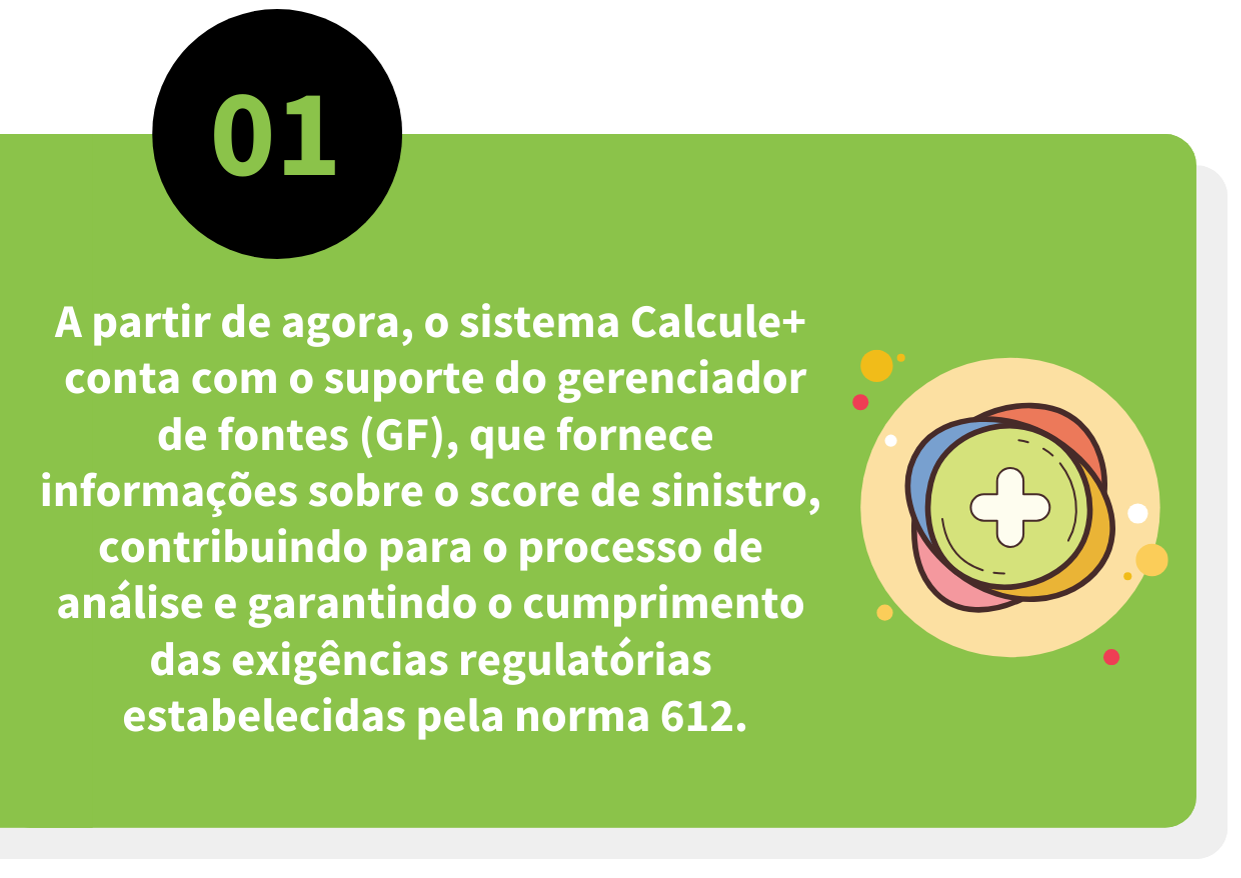 01
A partir de agora, o sistema Calcule+
conta com o suporte do gerenciador
de fontes (GF), que fornece
informações sobre o score de sinistro,
contribuindo para o processo de
análise e garantindo o cumprimento
das exigências regulatórias
estabelecidas pela norma 612.